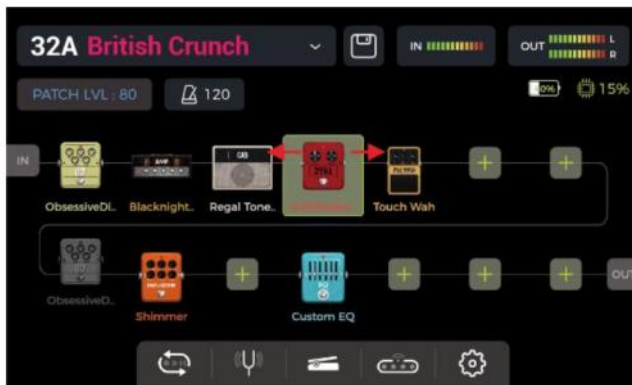 32A British Crunch
IN
OUT
L
R
PATCH LVL : 80
120
0%
15%
IN
CAB
ObsessiveDi..
Blacknight..
Regal Tone..
Touch Wah
OUT
ObsessiveD..
Shimmer
Custom EQ